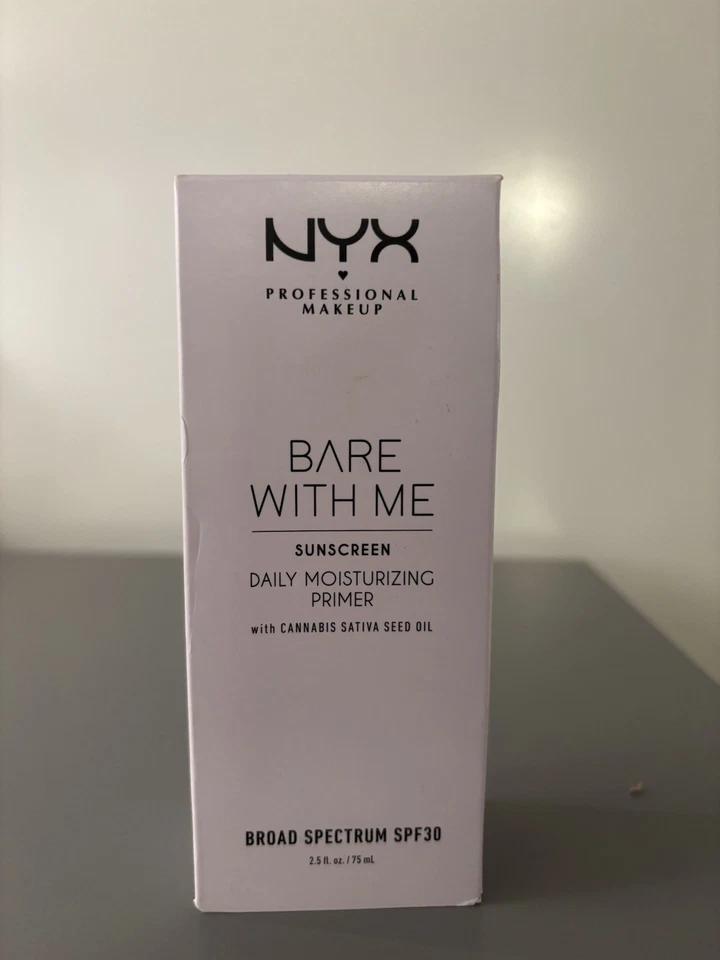 NYX
PROFESSIONAL
MAKEUP
BARE
WITH ME
SUNSCREEN
DAILY MOISTURIZING
PRIMER
with CANNABIS SATIVA SEED OIL
BROAD SPECTRUM SPF30
2.5 fl. oz. / 75 mL